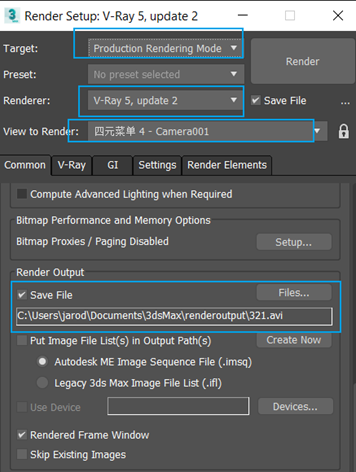 Render Setup: V-Ray 5, update 2
Target: Production Rendering Mode
Render
Preset: No preset selected
Renderer: V-Ray 5, update 2 Save File ...
View to Render: 四元菜单 4 - Camera001
Common V-Ray GI Settings Render Elements
Compute Advanced Lighting when Required
Bitmap Performance and Memory Options
Bitmap Proxies / Paging Disabled Setup...
Render Output
Save File Files...
C:\Users\jarod\Documents\3dsMax\renderoutput\321.avi
Put Image File List(s) in Output Path(s) Create Now
Autodesk ME Image Sequence File (.imsq)
Legacy 3ds Max Image File List (.ifl)
Use Device Devices...
Rendered Frame Window
Skip Existing Images